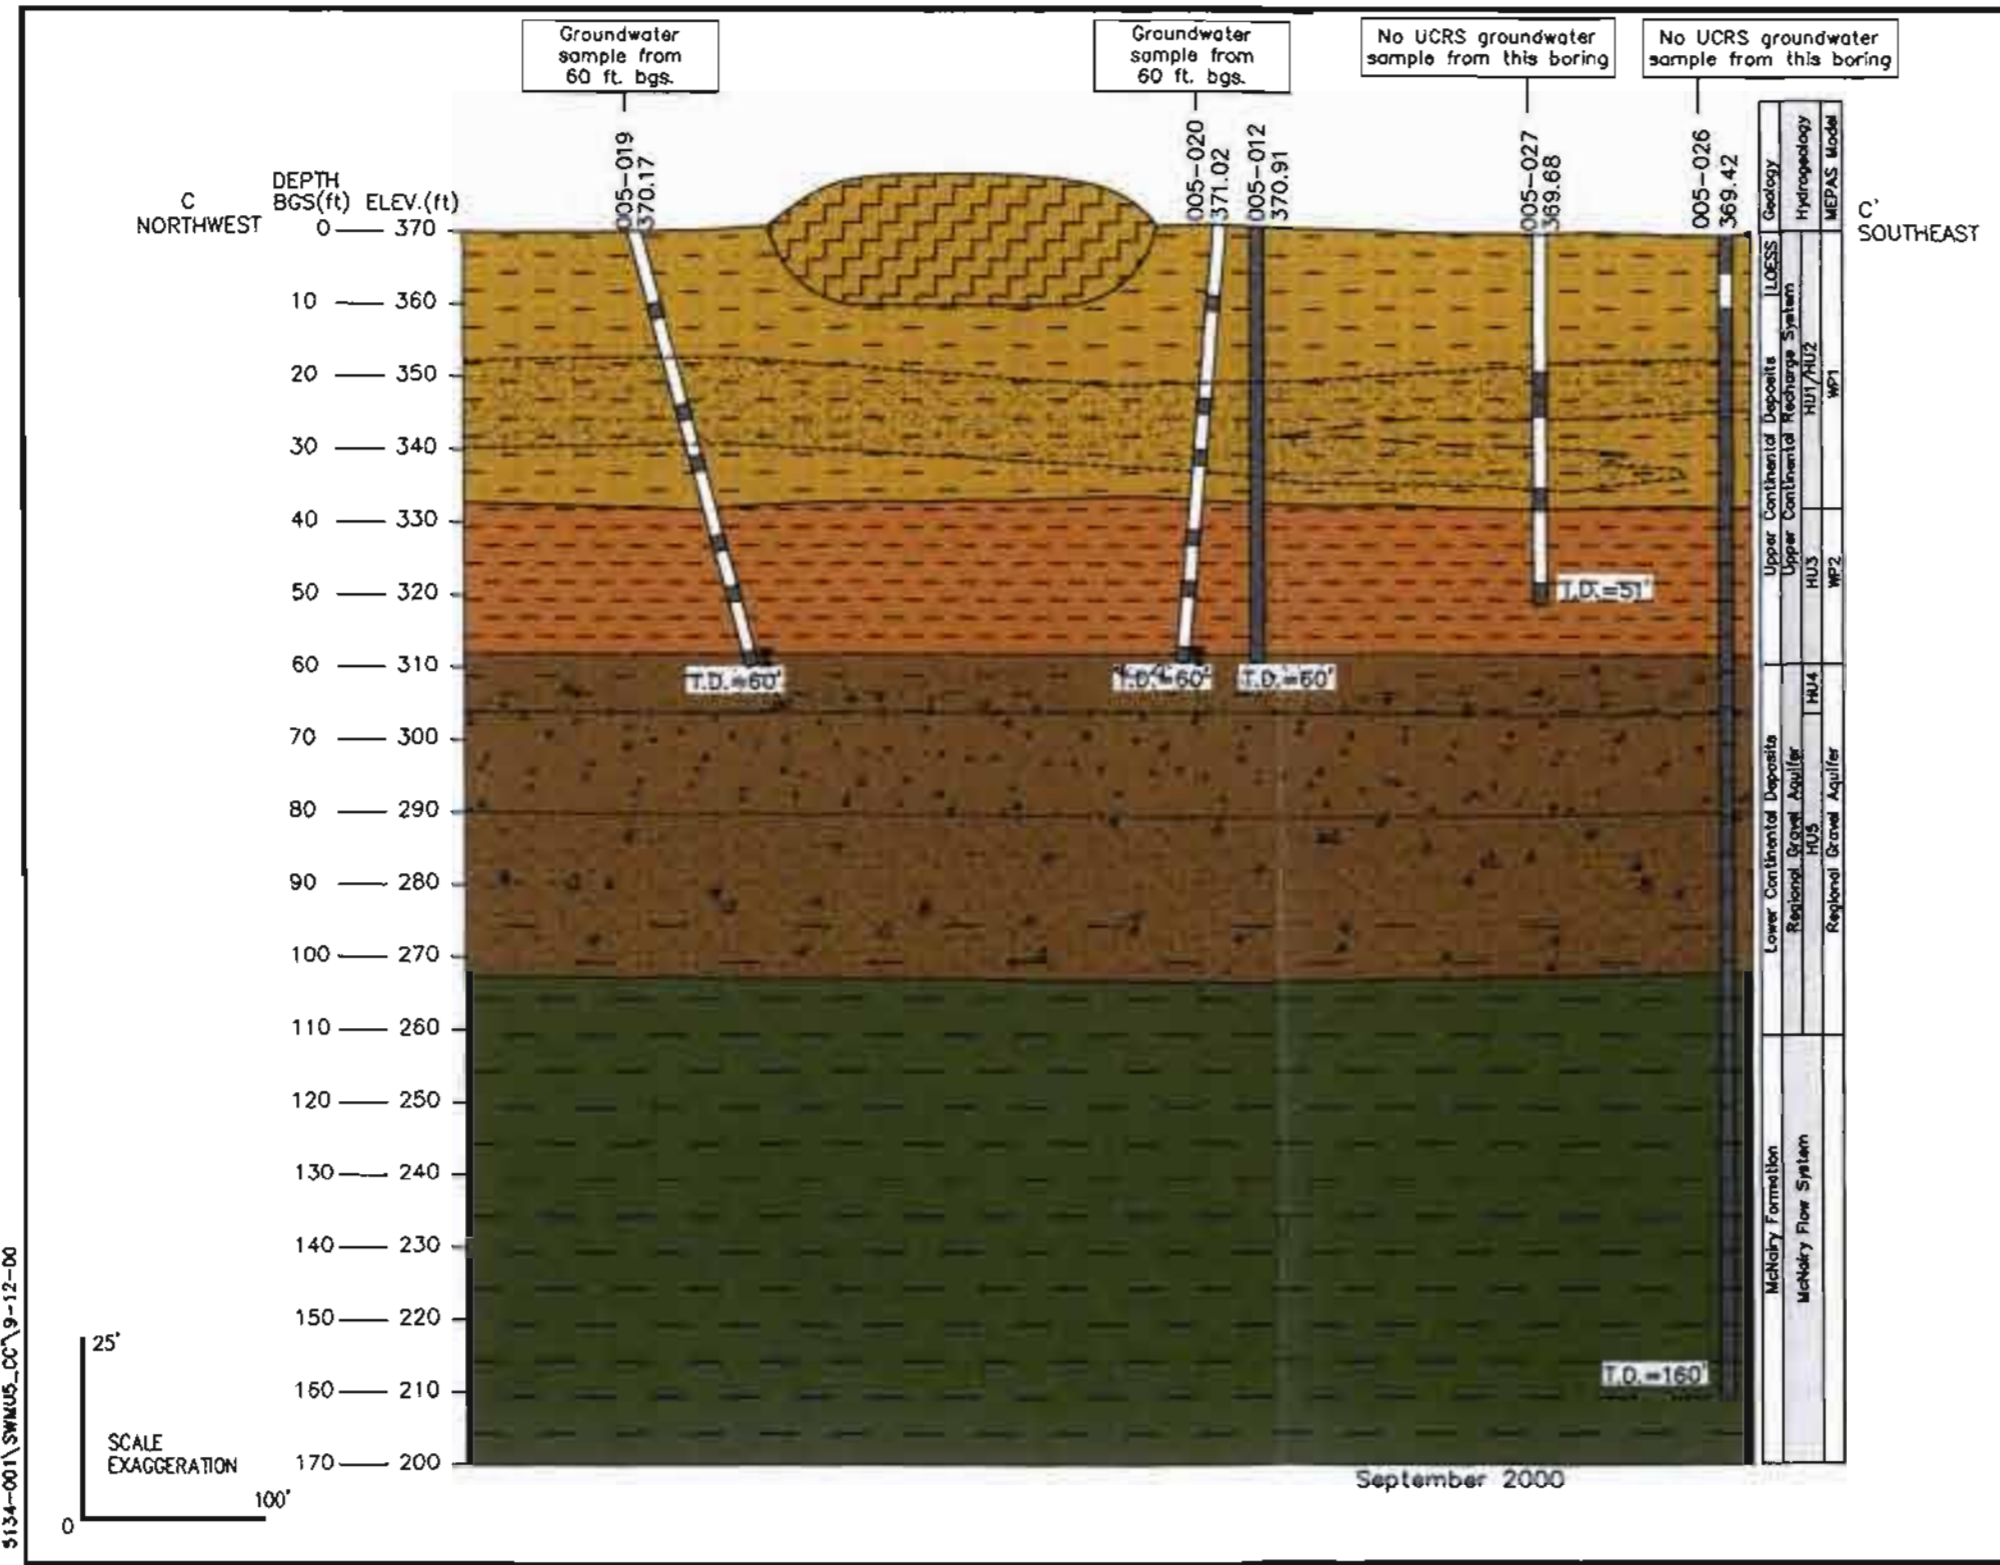 Groundwater
sample from
60 ft. bgs.
Groundwater
sample from
60 ft. bgs.
No UCRS groundwater
sample from this boring
No UCRS groundwater
sample from this boring
005-019
370.17
005-020
371.02
005-012
370.91
005-027
369.68
005-026
369.42
Geology
Hydrogeology
MEPAS Model
C
NORTHWEST
C'
SOUTHEAST
DEPTH
BGS(ft) ELEV.(ft)
0 370
10 360
20 350
30 340
40 330
50 320
60 310
70 300
80 290
90 280
100 270
110 260
120 250
130 240
140 230
150 220
160 210
170 200
LOESS
Upper Continental Deposits
Upper Continental Recharge System
HU1/HU2
WP1
HU3
WP2
HU4
Lower Continental Deposits
Regional Gravel Aquifer
HU5
Regional Gravel Aquifer
McNairy Formation
McNairy Flow System
T.D.=51'
T.D.=60'
T.D.=60'
T.D.=60'
T.D.=160'
25'
SCALE
EXAGGERATION
100'
0
September 2000
5134-001\SWMU5_CC'\9-12-00